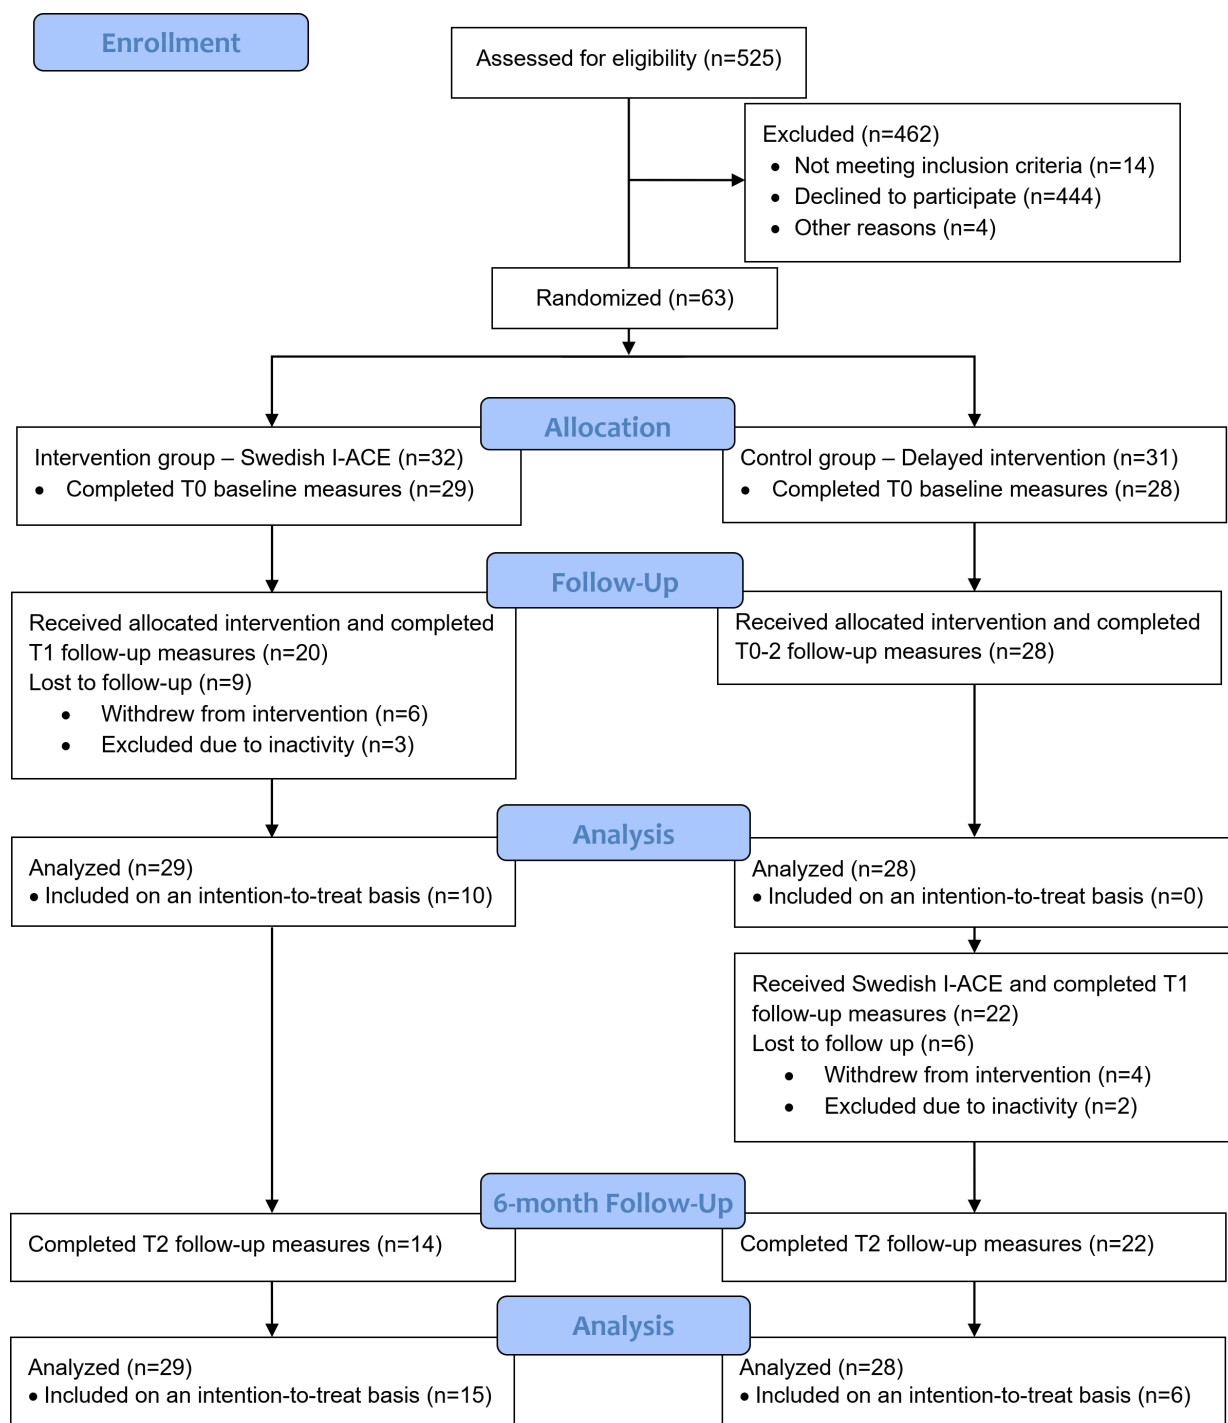 Enrollment
Assessed for eligibility (n=525)
Excluded (n=462)
• Not meeting inclusion criteria (n=14)
• Declined to participate (n=444)
• Other reasons (n=4)
Randomized (n=63)
Allocation
Intervention group – Swedish I-ACE (n=32)
• Completed T0 baseline measures (n=29)
Control group – Delayed intervention (n=31)
• Completed T0 baseline measures (n=28)
Follow-Up
Received allocated intervention and completed
T1 follow-up measures (n=20)
Lost to follow-up (n=9)
• Withdrew from intervention (n=6)
• Excluded due to inactivity (n=3)
Received allocated intervention and completed
T0-2 follow-up measures (n=28)
Analysis
Analyzed (n=29)
• Included on an intention-to-treat basis (n=10)
Analyzed (n=28)
• Included on an intention-to-treat basis (n=0)
Received Swedish I-ACE and completed T1
follow-up measures (n=22)
Lost to follow up (n=6)
• Withdrew from intervention (n=4)
• Excluded due to inactivity (n=2)
6-month Follow-Up
Completed T2 follow-up measures (n=14)
Completed T2 follow-up measures (n=22)
Analysis
Analyzed (n=29)
• Included on an intention-to-treat basis (n=15)
Analyzed (n=28)
• Included on an intention-to-treat basis (n=6)